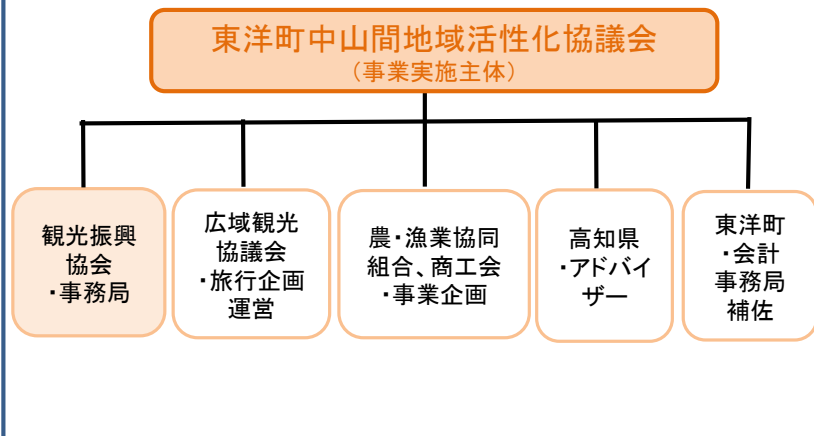 東洋町中山間地域活性化協議会
（事業実施主体）
観光振興
協会
・事務局
広域観光
協議会
・旅行企画
運営
農・漁業協同
組合、商工会
・事業企画
高知県
・アドバイ
ザー
東洋町
・会計
事務局
補佐